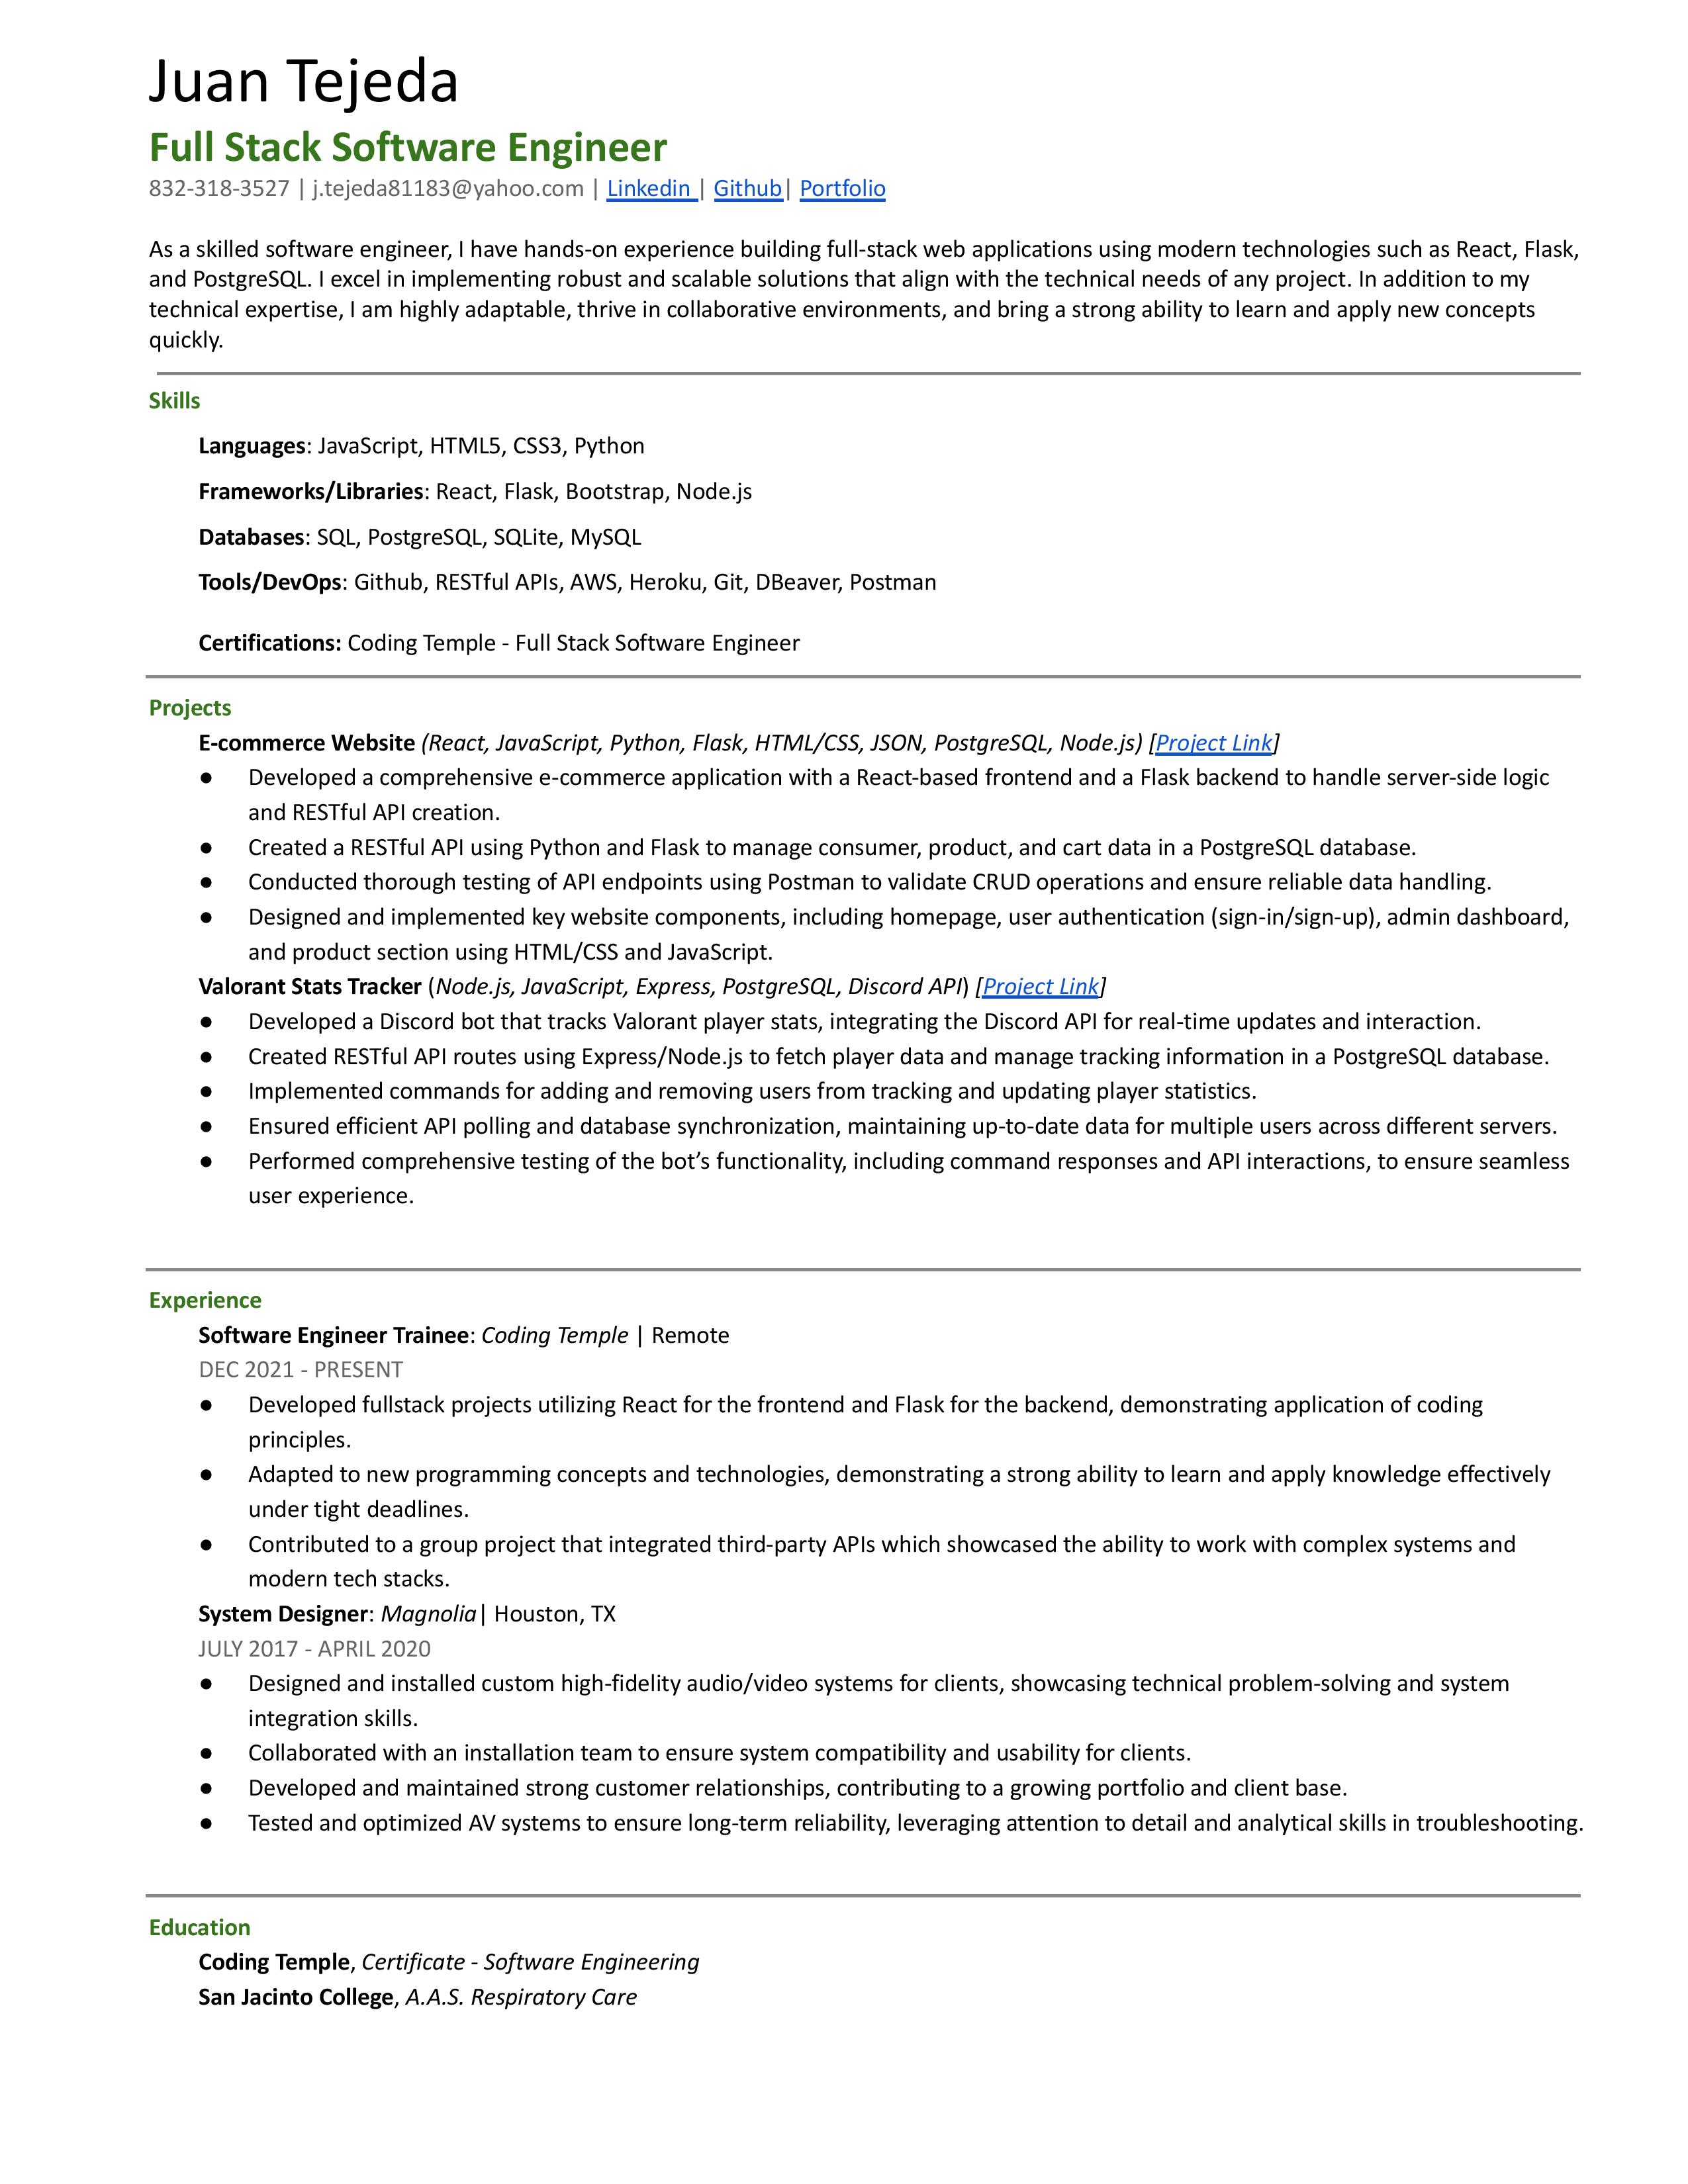 Juan Tejeda
Full Stack Software Engineer
832-318-3527 | j.tejeda81183@yahoo.com | Linkedin | Github| Portfolio
As a skilled software engineer, I have hands-on experience building full-stack web applications using modern technologies such as React, Flask,
and PostgreSQL. I excel in implementing robust and scalable solutions that align with the technical needs of any project. In addition to my
technical expertise, I am highly adaptable, thrive in collaborative environments, and bring a strong ability to learn and apply new concepts
quickly.
Skills
Languages: JavaScript, HTML5, CSS3, Python
Frameworks/Libraries: React, Flask, Bootstrap, Node.js
Databases: SQL, PostgreSQL, SQLite, MySQL
Tools/DevOps: Github, RESTful APIs, AWS, Heroku, Git, DBeaver, Postman
Certifications: Coding Temple - Full Stack Software Engineer
Projects
E-commerce Website (React, JavaScript, Python, Flask, HTML/CSS, JSON, PostgreSQL, Node.js) [Project Link]
● Developed a comprehensive e-commerce application with a React-based frontend and a Flask backend to handle server-side logic
and RESTful API creation.
● Created a RESTful API using Python and Flask to manage consumer, product, and cart data in a PostgreSQL database.
● Conducted thorough testing of API endpoints using Postman to validate CRUD operations and ensure reliable data handling.
● Designed and implemented key website components, including homepage, user authentication (sign-in/sign-up), admin dashboard,
and product section using HTML/CSS and JavaScript.
Valorant Stats Tracker (Node.js, JavaScript, Express, PostgreSQL, Discord API) [Project Link]
● Developed a Discord bot that tracks Valorant player stats, integrating the Discord API for real-time updates and interaction.
● Created RESTful API routes using Express/Node.js to fetch player data and manage tracking information in a PostgreSQL database.
● Implemented commands for adding and removing users from tracking and updating player statistics.
● Ensured efficient API polling and database synchronization, maintaining up-to-date data for multiple users across different servers.
● Performed comprehensive testing of the bot’s functionality, including command responses and API interactions, to ensure seamless
user experience.
Experience
Software Engineer Trainee: Coding Temple | Remote
DEC 2021 - PRESENT
● Developed fullstack projects utilizing React for the frontend and Flask for the backend, demonstrating application of coding
principles.
● Adapted to new programming concepts and technologies, demonstrating a strong ability to learn and apply knowledge effectively
under tight deadlines.
● Contributed to a group project that integrated third-party APIs which showcased the ability to work with complex systems and
modern tech stacks.
System Designer: Magnolia| Houston, TX
JULY 2017 - APRIL 2020
● Designed and installed custom high-fidelity audio/video systems for clients, showcasing technical problem-solving and system
integration skills.
● Collaborated with an installation team to ensure system compatibility and usability for clients.
● Developed and maintained strong customer relationships, contributing to a growing portfolio and client base.
● Tested and optimized AV systems to ensure long-term reliability, leveraging attention to detail and analytical skills in troubleshooting.
Education
Coding Temple, Certificate - Software Engineering
San Jacinto College, A.A.S. Respiratory Care